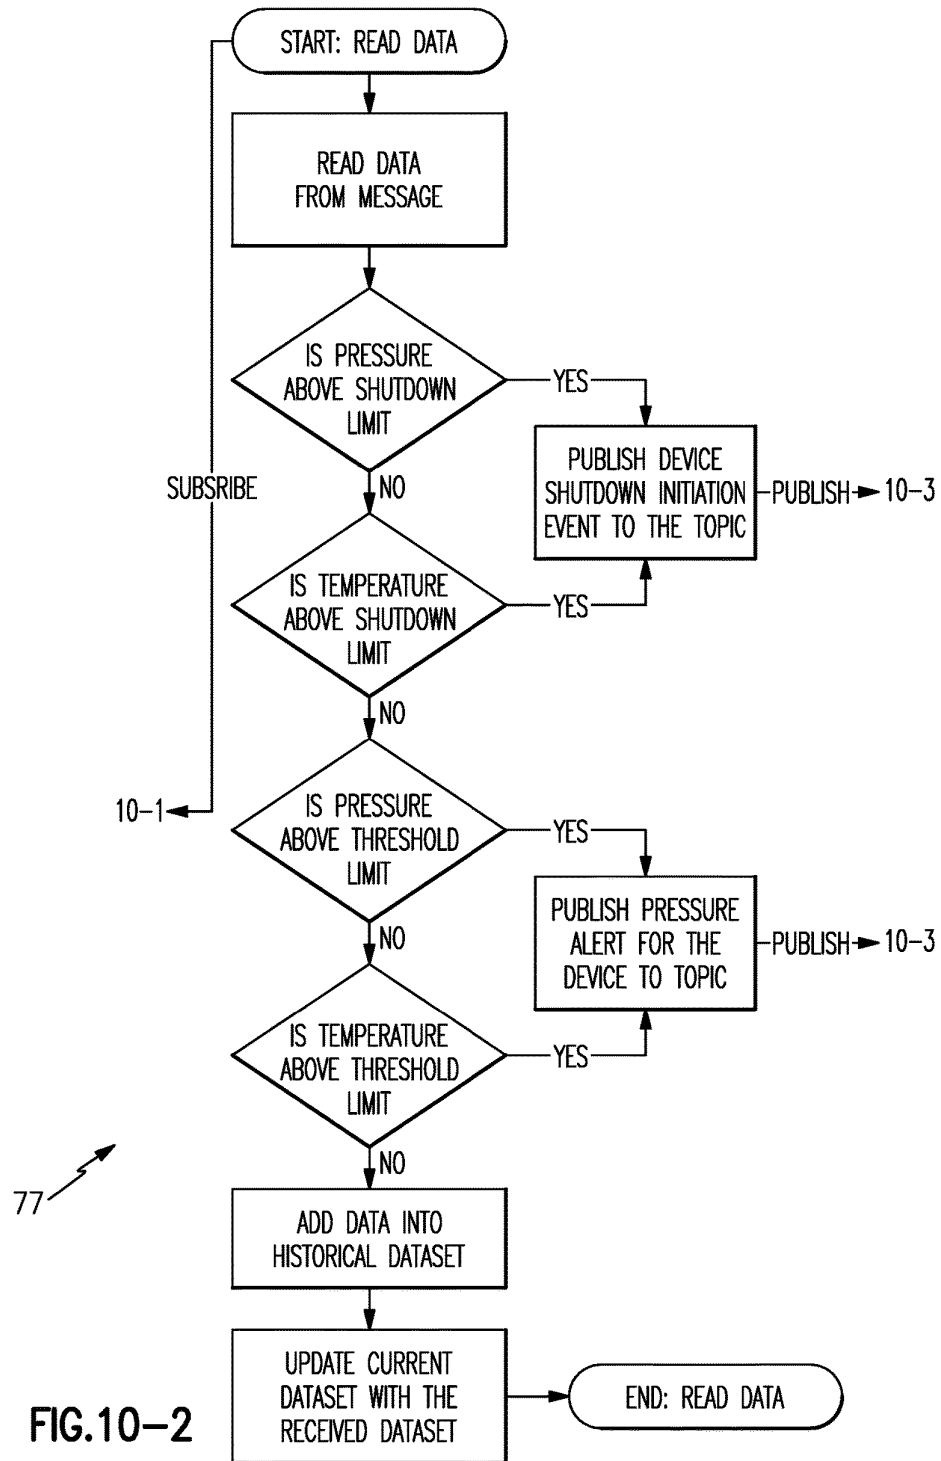 START: READ DATA
READ DATA
FROM MESSAGE
IS PRESSURE
ABOVE SHUTDOWN
LIMIT
YES
PUBLISH DEVICE
SHUTDOWN INITIATION
EVENT TO THE TOPIC
PUBLISH
10-3
SUBSRIBE
NO
IS TEMPERATURE
ABOVE SHUTDOWN
LIMIT
YES
NO
10-1
IS PRESSURE
ABOVE THRESHOLD
LIMIT
YES
PUBLISH PRESSURE
ALERT FOR THE
DEVICE TO TOPIC
PUBLISH
10-3
NO
IS TEMPERATURE
ABOVE THRESHOLD
LIMIT
YES
NO
77
ADD DATA INTO
HISTORICAL DATASET
UPDATE CURRENT
DATASET WITH THE
RECEIVED DATASET
END: READ DATA
FIG.10-2